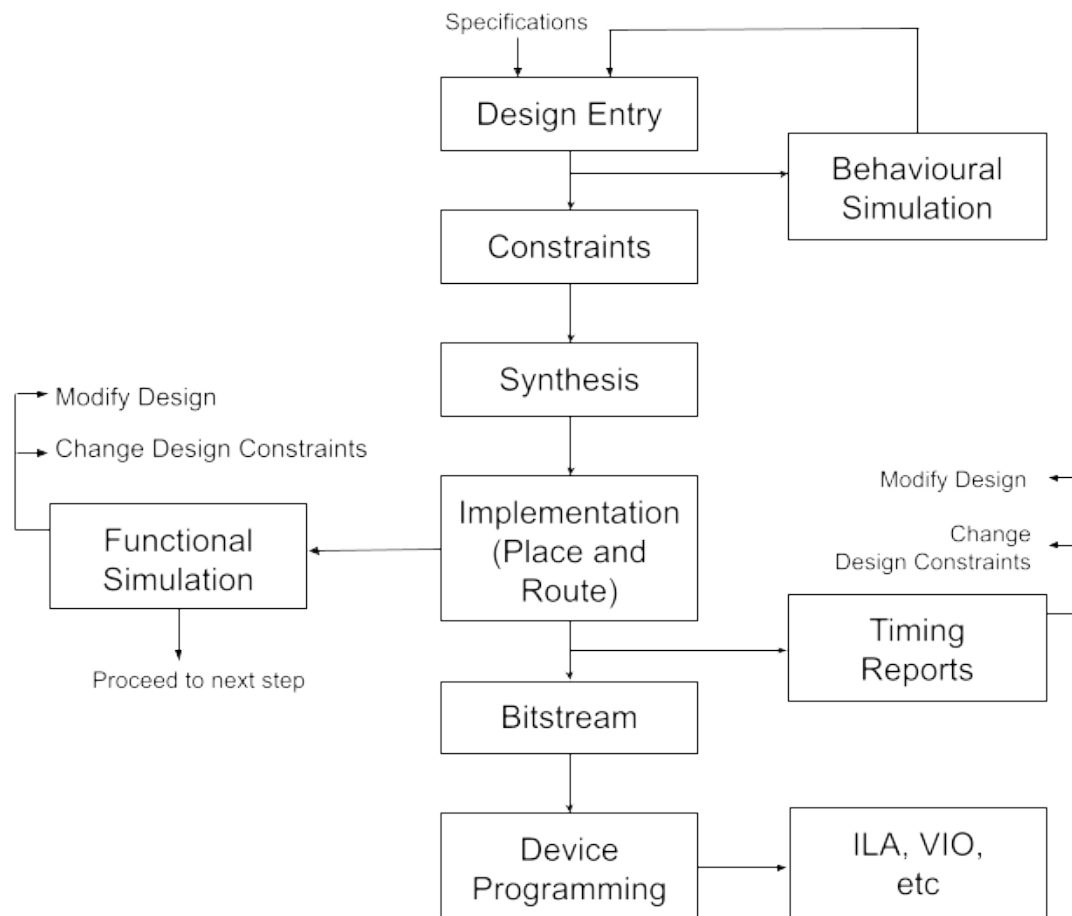 Specifications
Design Entry
Behavioural
Simulation
Constraints
Synthesis
Modify Design
Change Design Constraints
Functional
Simulation
Proceed to next step
Implementation
(Place and
Route)
Modify Design
Change
Design Constraints
Timing
Reports
Bitstream
Device
Programming
ILA, VIO,
etc